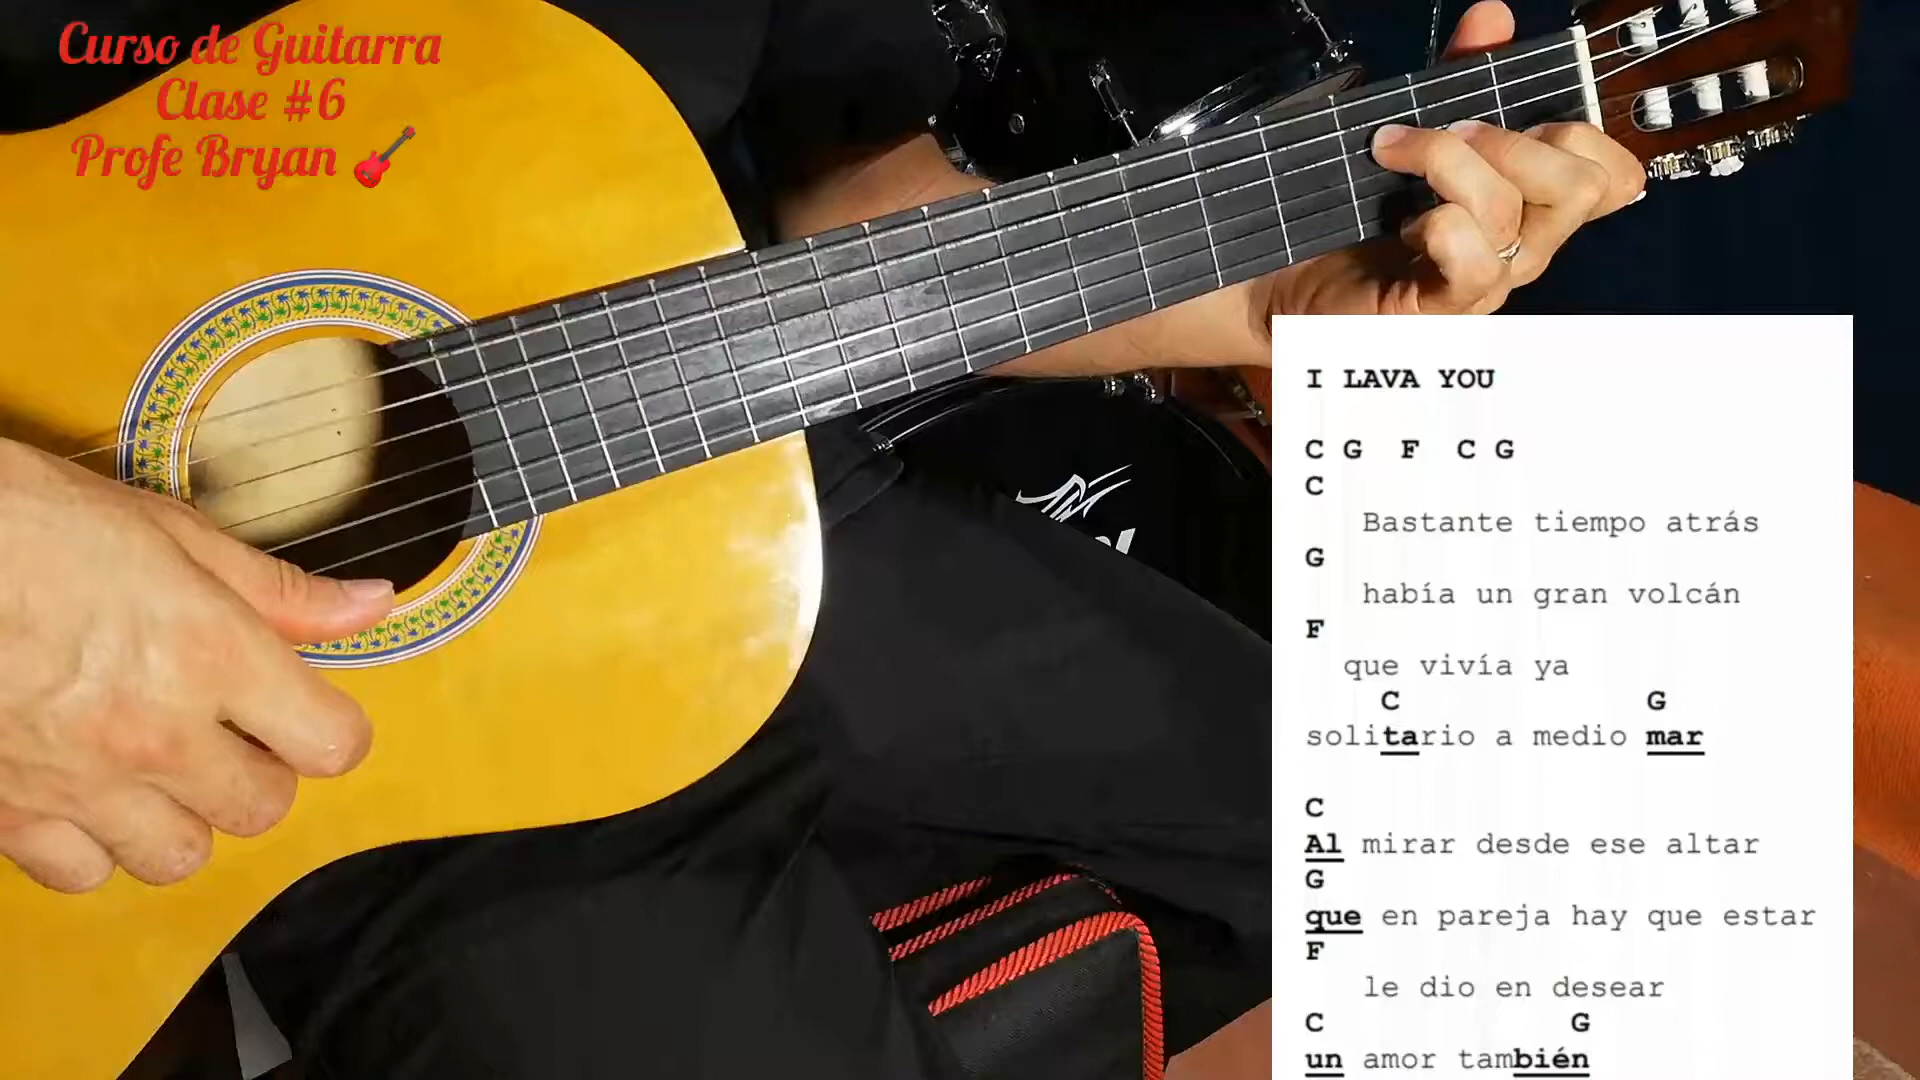 Curso de Guitarra
Clase #6
Profe Bryan
I LAVA YOU
C G F C G
C
Bastante tiempo atrás
G
había un gran volcán
F
que vivía ya
C G
solitario a medio mar
C
Al mirar desde ese altar
G
que en pareja hay que estar
F
le dio en desear
C G
un amor también